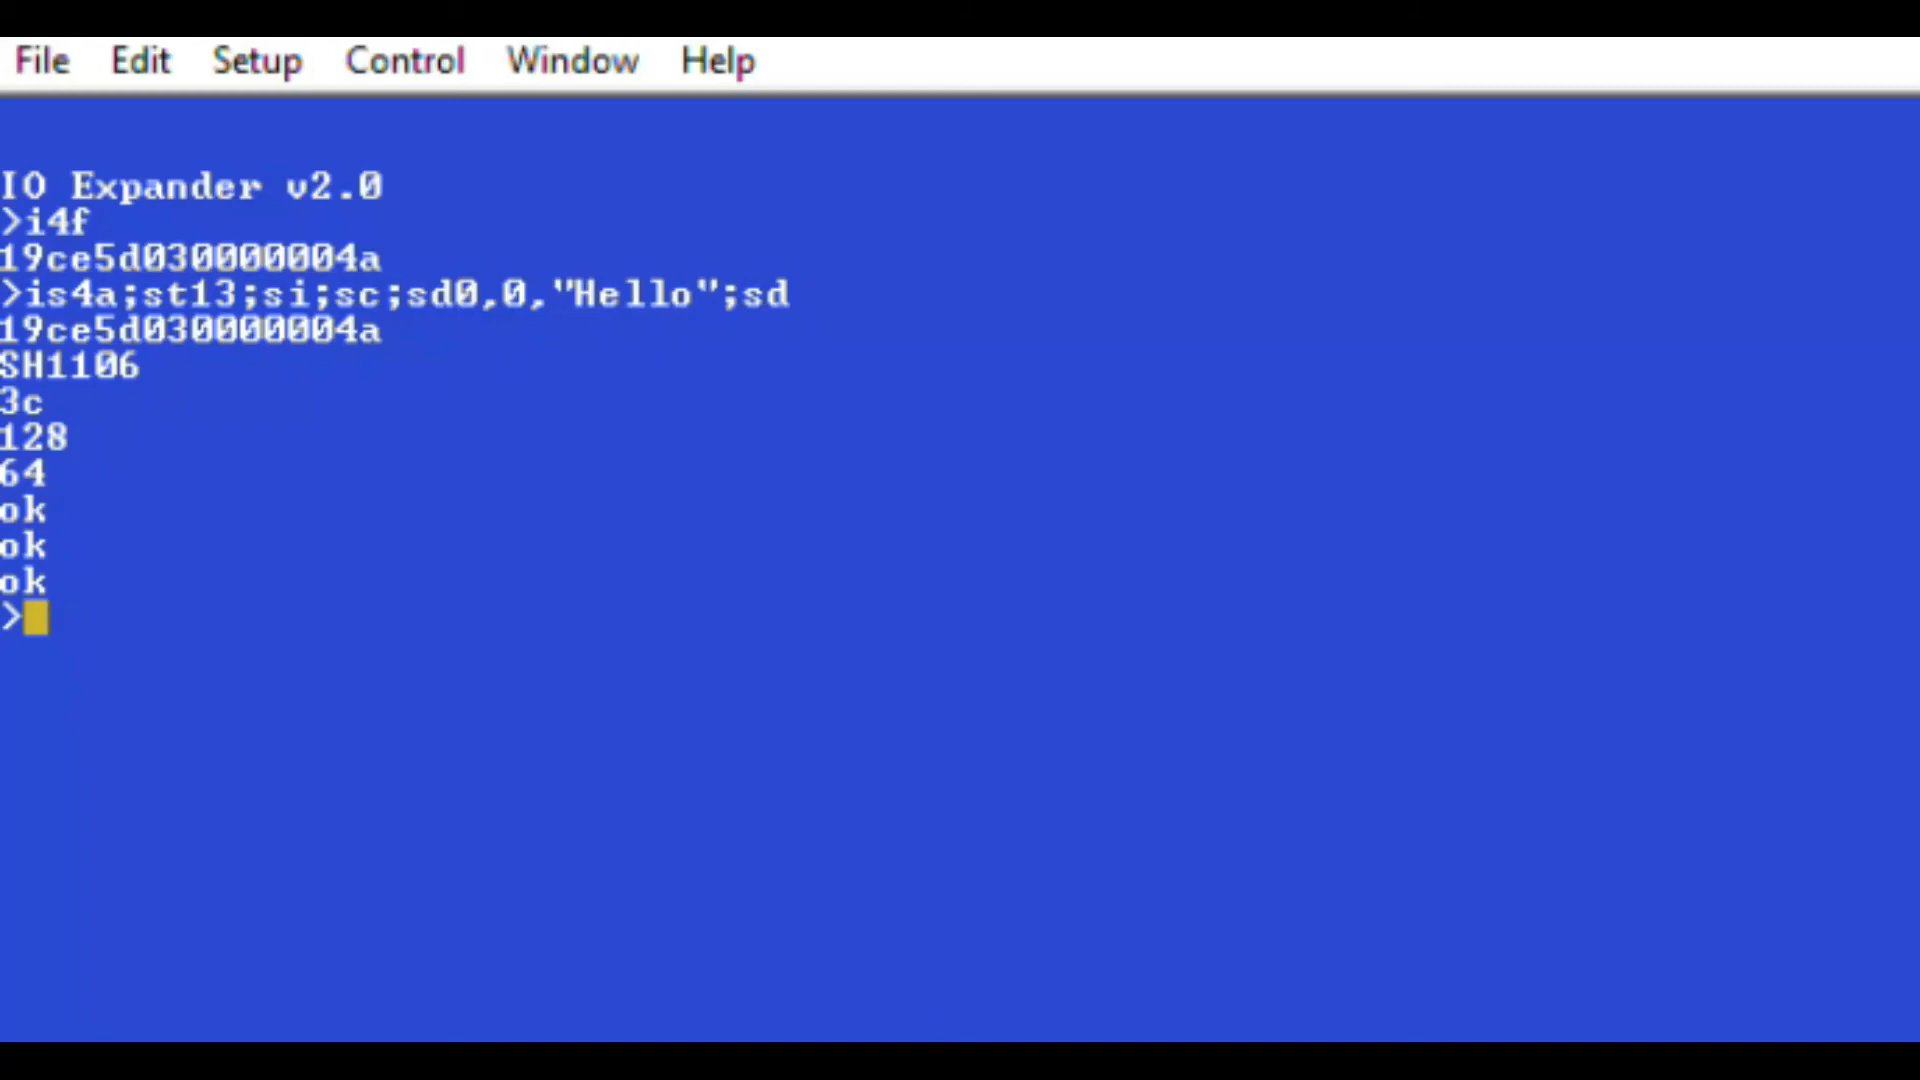 File Edit Setup Control Window Help
IO Expander v2.0
>i4f
19ce5d030000004a
>is4a;st13;si;sc;sd0,0,"Hello";sd
19ce5d030000004a
SH1106
3c
128
64
ok
ok
ok
>